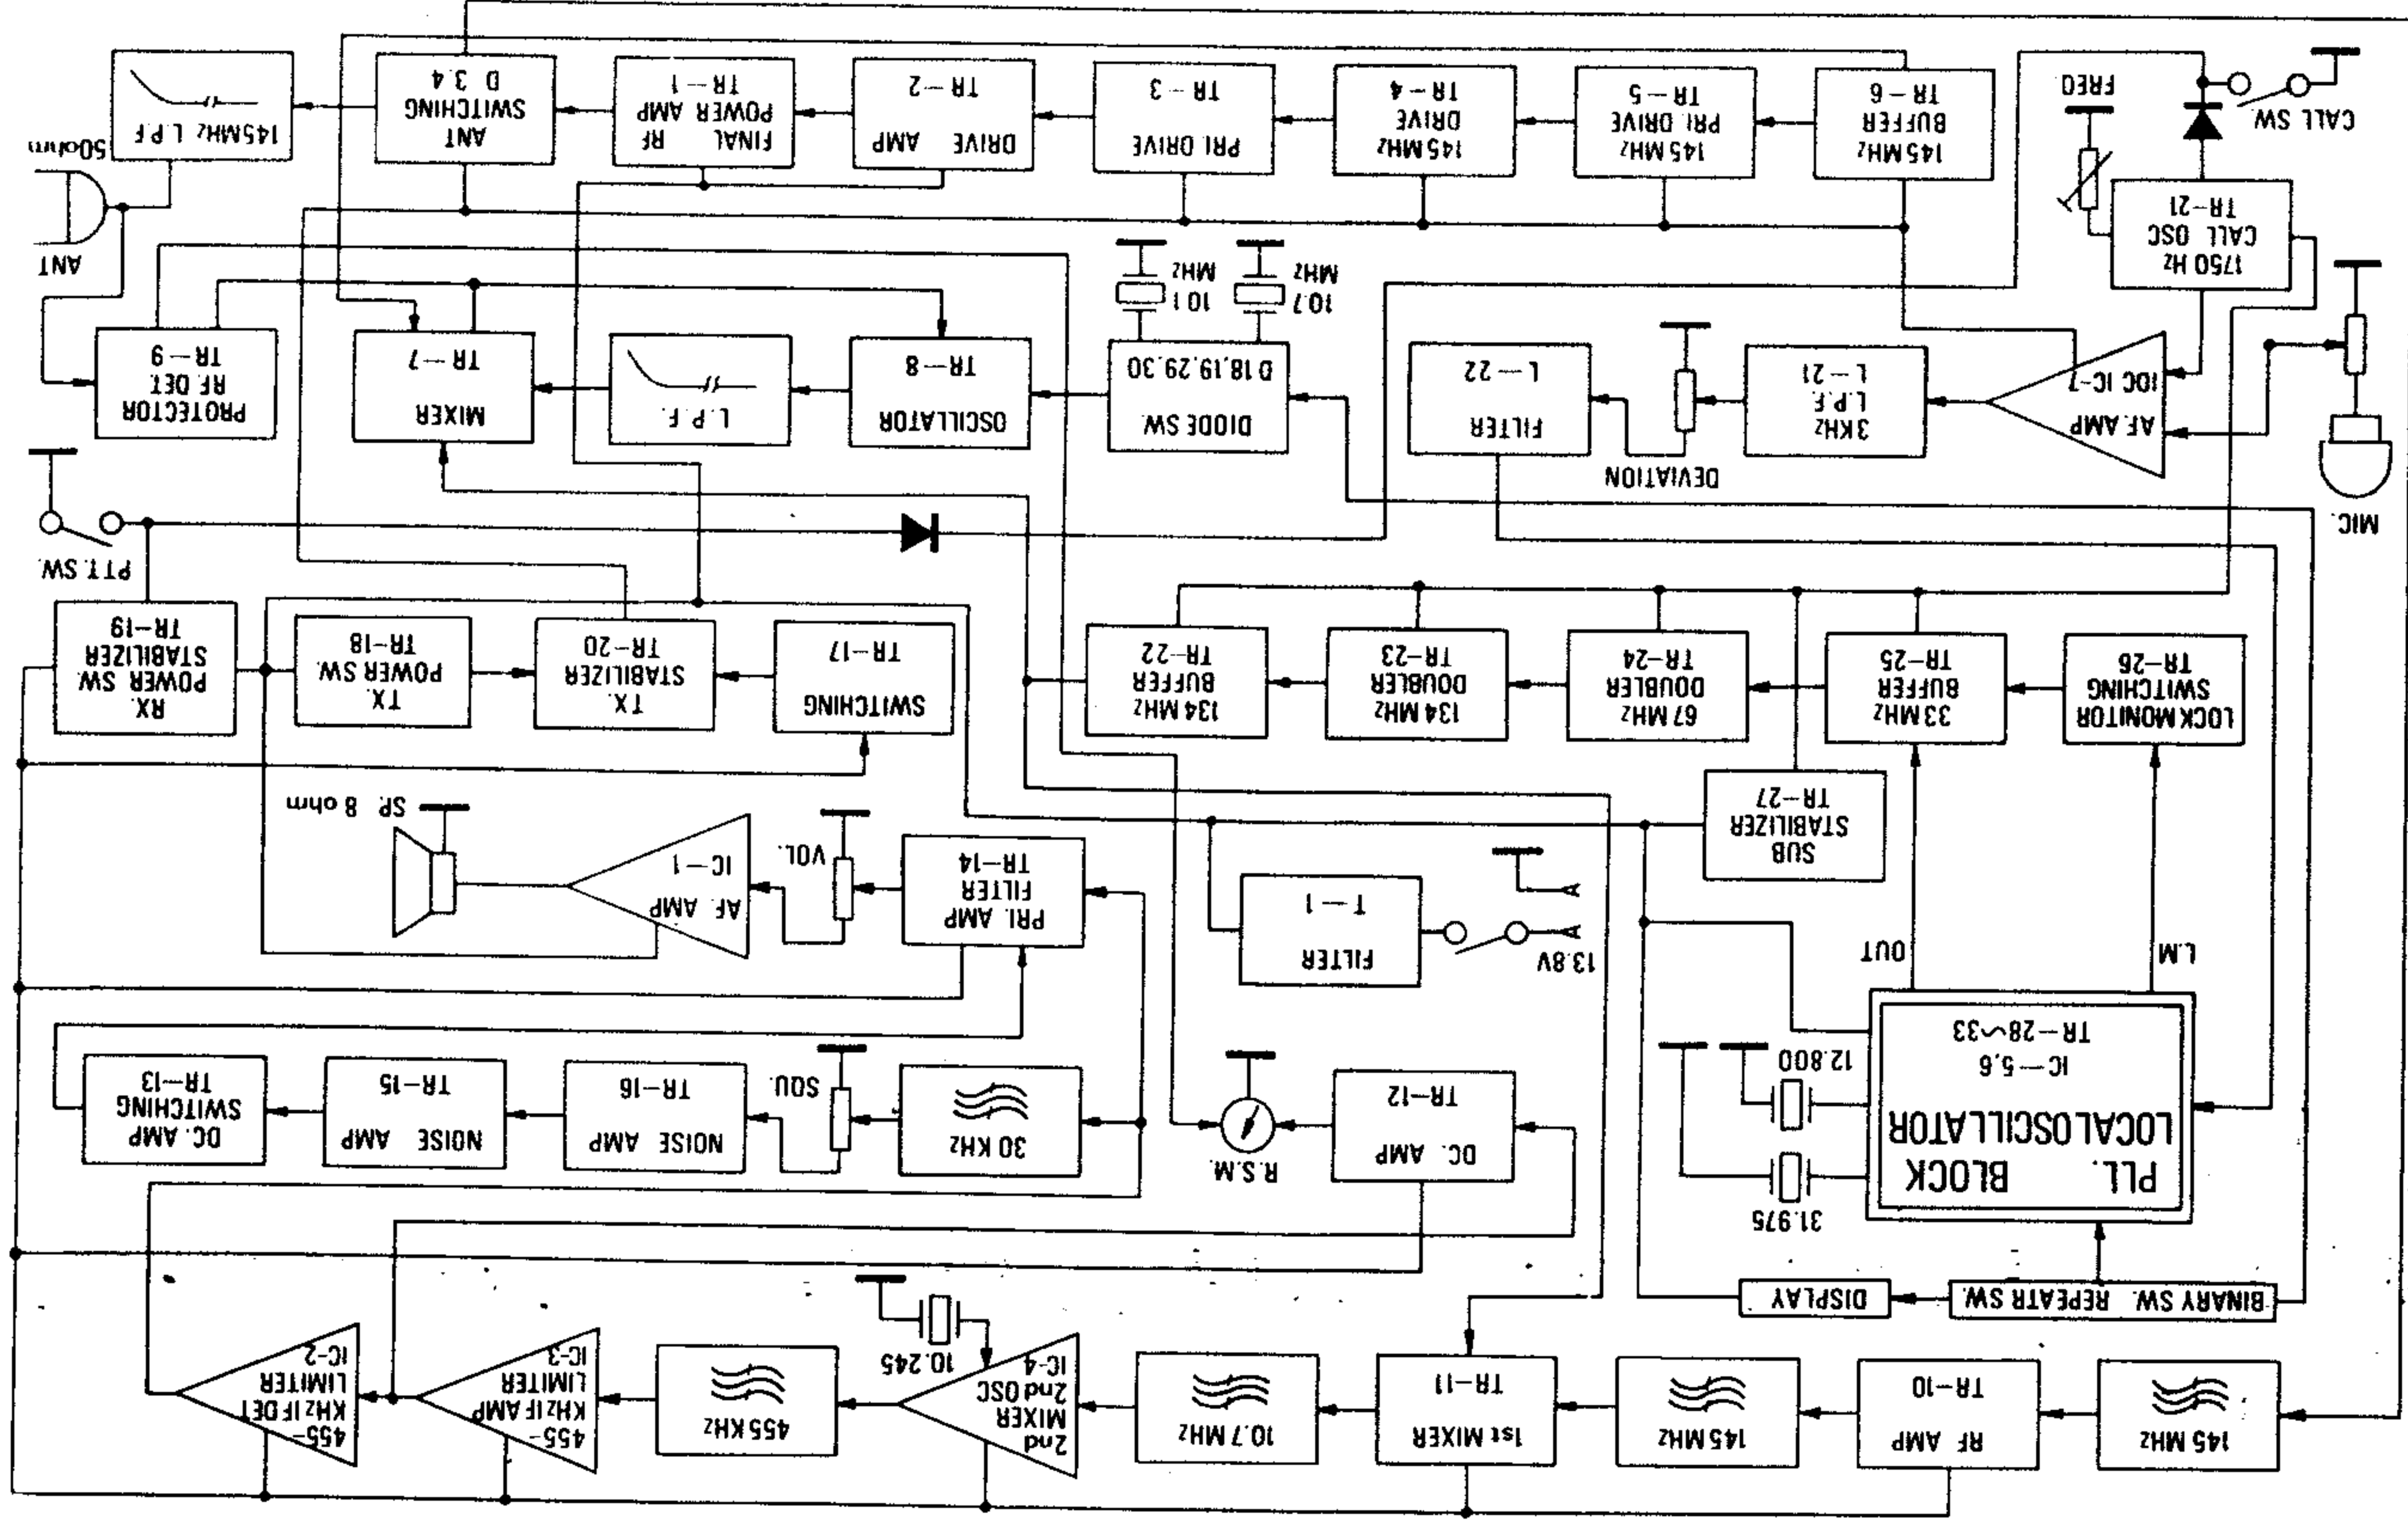 145 MHz
RF AMP
TR-10
145 MHz
1st MIXER
TR-11
10.7 MHz
2nd
MIXER
2nd OSC
IC-4
10.245
455 KHz
455-
KHz IF AMP
LIMITER
IC-3
455-
KHz IF DET
LIMITER
IC-2
BINARY SW. REPEATR SW.
DISPLAY
31.975
12.800
PLL. BLOCK
LOCAL OSCILLATOR
IC-5,6
TR-28~33
L.M
OUT
DC. AMP
TR-12
R.S.M.
30 KHz
SQU.
NOISE AMP
TR-16
NOISE AMP
TR-15
DC. AMP
SWITCHING
TR-13
13.8V
FILTER
T-1
PRI. AMP
FILTER
TR-14
VOL.
AF. AMP
IC-1
SP. 8 ohm
SUB
STABILIZER
TR-27
LOCK MONITOR
SWITCHING
TR-26
33 MHz
BUFFER
TR-25
67 MHz
DOUBLER
TR-24
134 MHz
DOUBLER
TR-23
134 MHz
BUFFER
TR-22
SWITCHING
TR-17
TX.
STABILIZER
TR-20
TX.
POWER SW.
TR-18
RX.
POWER SW.
STABILIZER
TR-19
PTT. SW.
MIC.
AF. AMP
IDC IC-7
3 KHz
L.P.F.
L-21
DEVIATION
FILTER
L-22
DIODE SW.
D 18.19.29.30
10.7
MHz
10.1
MHz
OSCILLATOR
TR-8
L.P.F.
MIXER
TR-7
PROTECTOR
RF. DET.
TR-9
1750 Hz
CALL OSC
TR-21
FREQ.
CALL SW.
ANT
50ohm
145 MHz
BUFFER
TR-6
145 MHz
PRI. DRIVE
TR-5
145 MHz
DRIVE
TR-4
PRI. DRIVE
TR-3
DRIVE AMP
TR-2
FINAL RF
POWER AMP
TR-1
ANT
SWITCHING
D 3.4
145MHz L.P.F